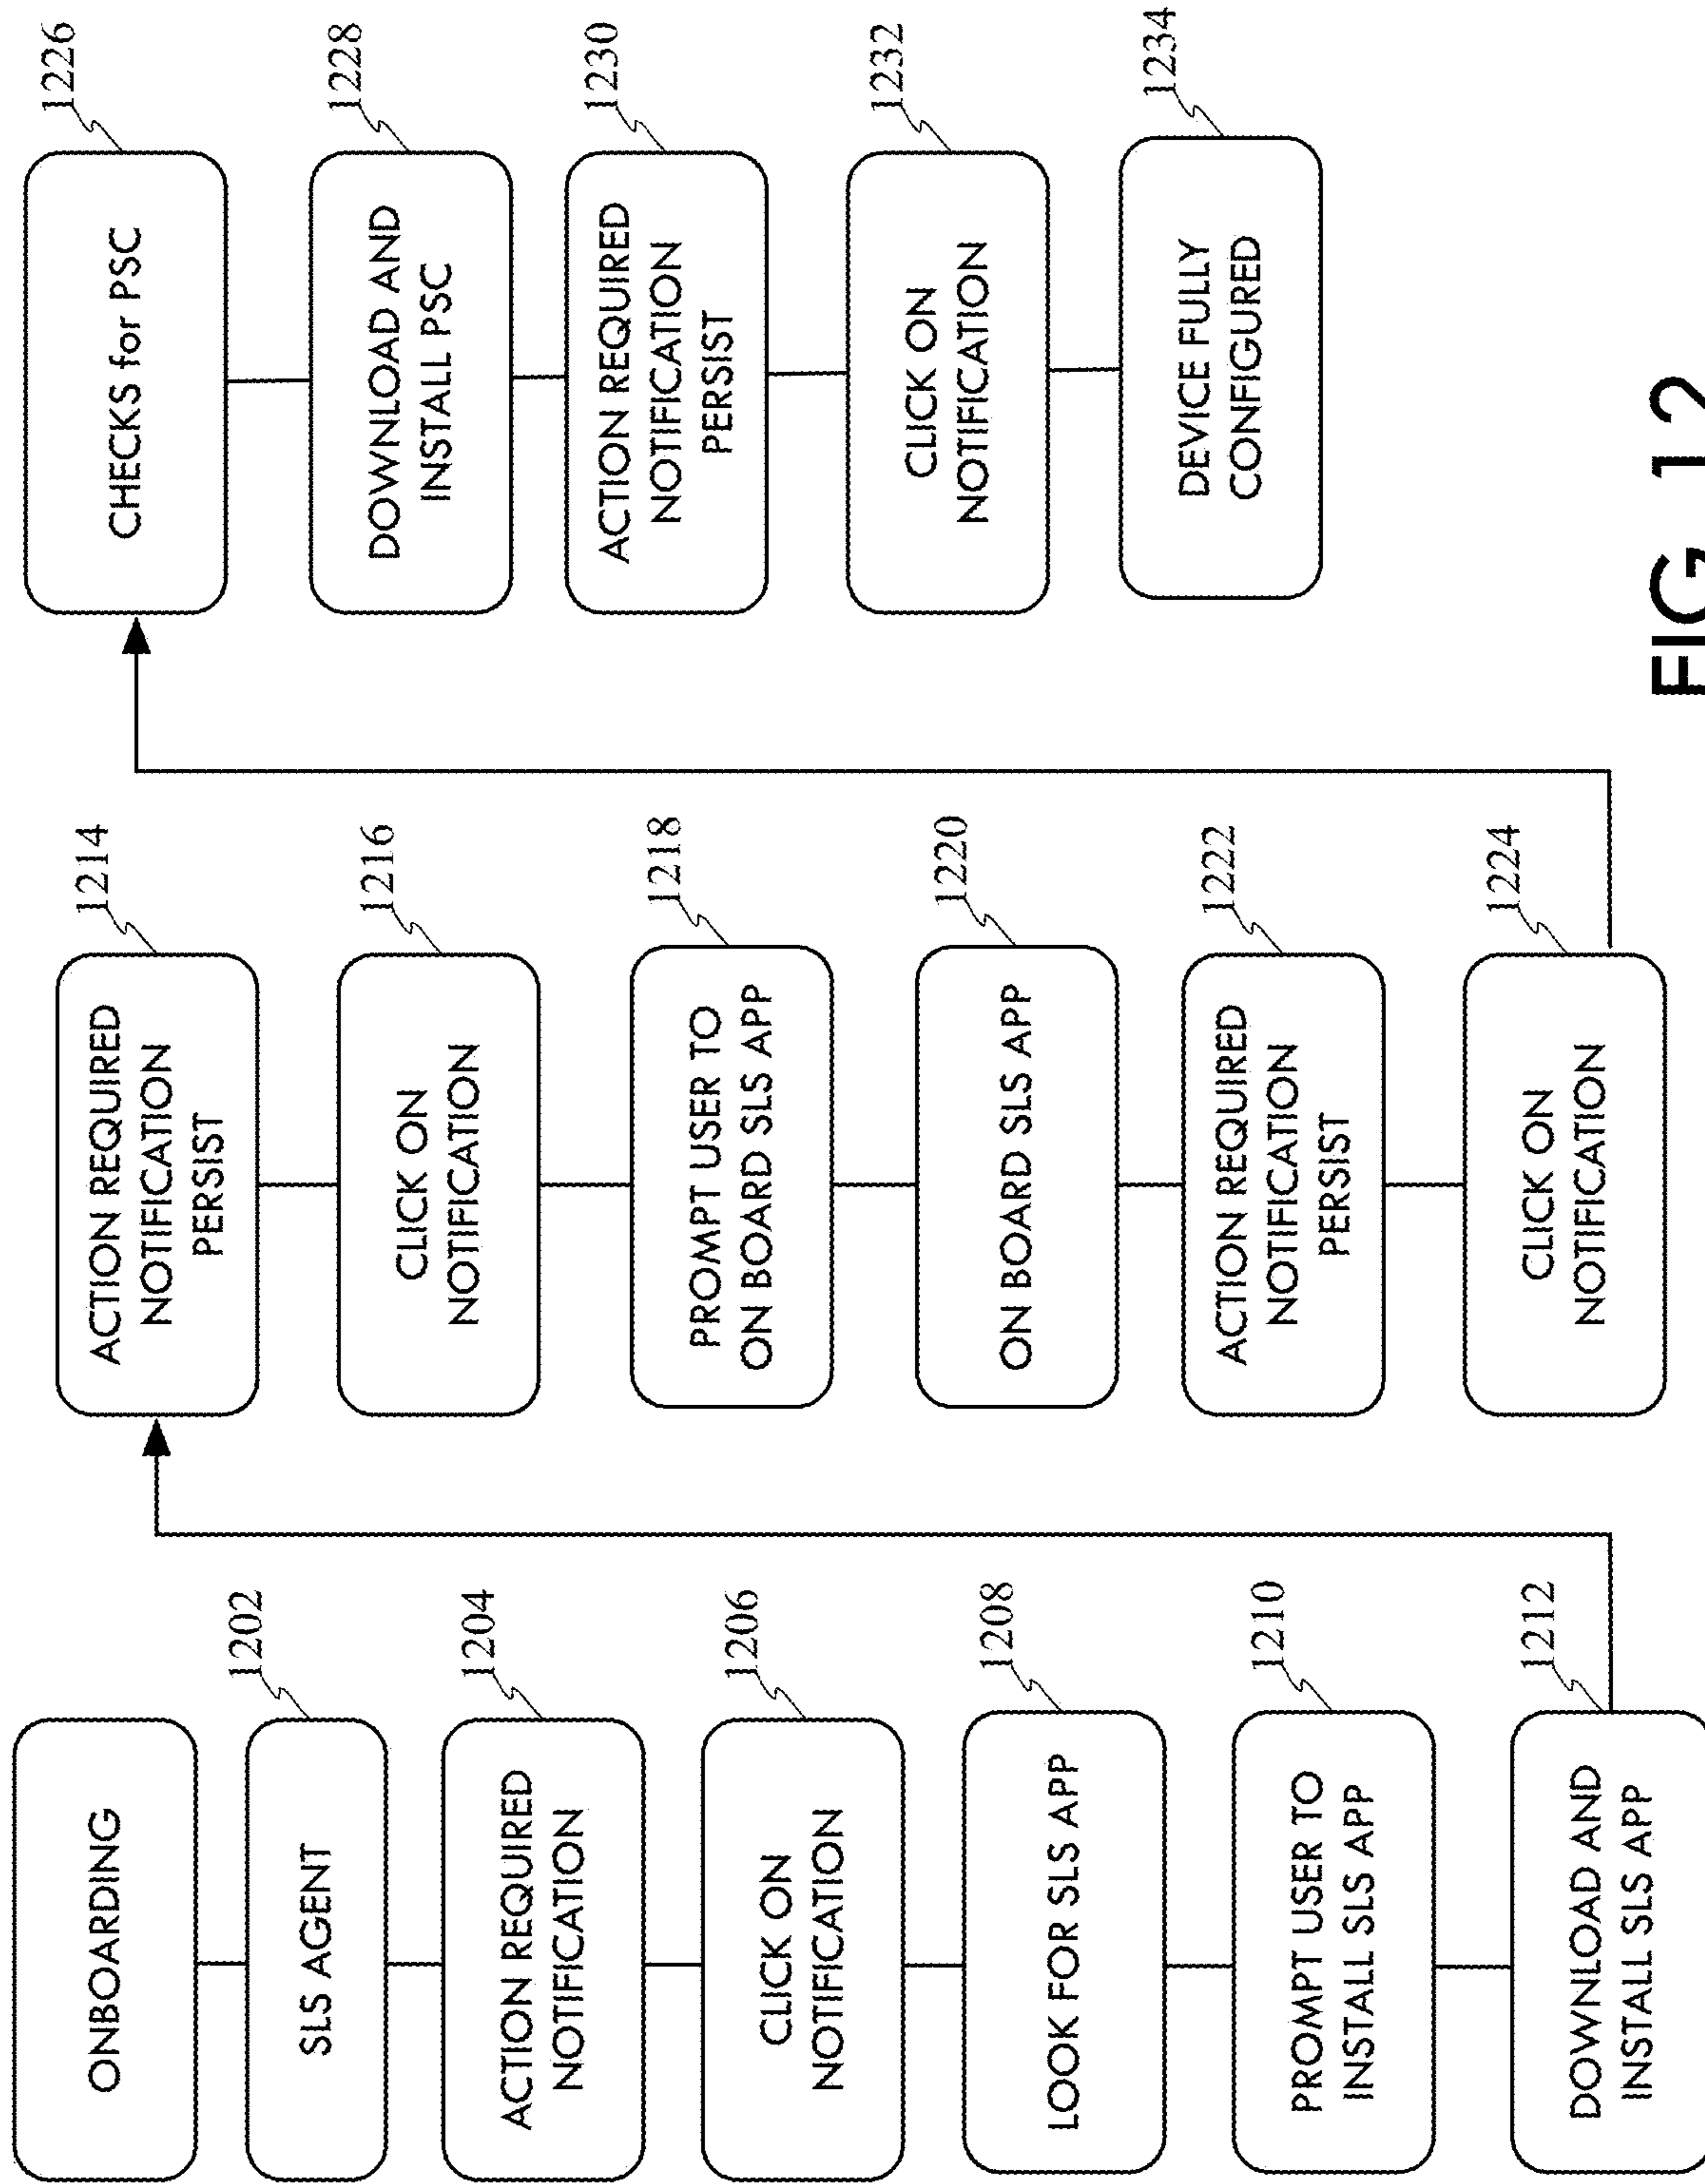 ONBOARDING
SLS AGENT
1202
ACTION REQUIRED
NOTIFICATION
1204
CLICK ON
NOTIFICATION
1206
LOOK FOR SLS APP
1208
PROMPT USER TO
INSTALL SLS APP
1210
DOWNLOAD AND
INSTALL SLS APP
1212
ACTION REQUIRED
NOTIFICATION
PERSIST
1214
CLICK ON
NOTIFICATION
1216
PROMPT USER TO
ON BOARD SLS APP
1218
ON BOARD SLS APP
1220
ACTION REQUIRED
NOTIFICATION
PERSIST
1222
CLICK ON
NOTIFICATION
1224
CHECKS for PSC
1226
DOWNLOAD AND
INSTALL PSC
1228
ACTION REQUIRED
NOTIFICATION
PERSIST
1230
CLICK ON
NOTIFICATION
1232
DEVICE FULLY
CONFIGURED
1234
FIG 12